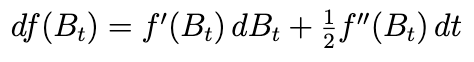 df(B_t) = f′(B_t) dB_t + ½f″(B_t) dt